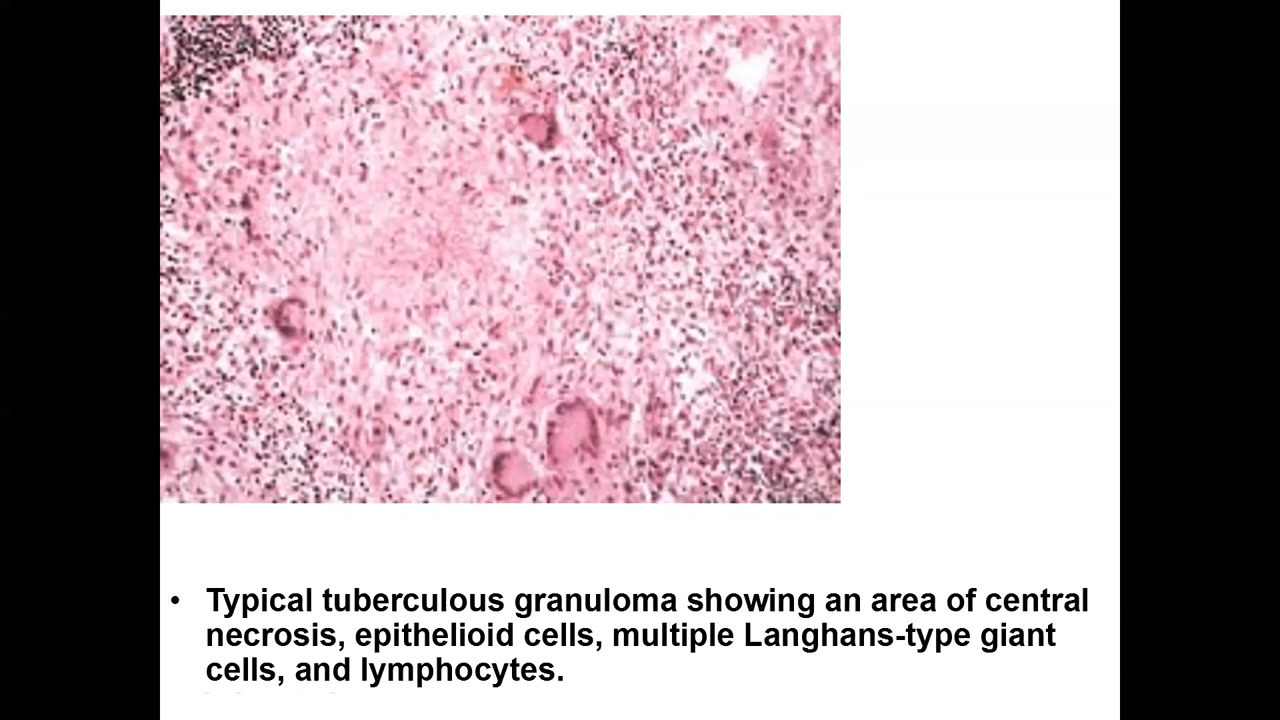 • Typical tuberculous granuloma showing an area of central
necrosis, epithelioid cells, multiple Langhans-type giant
cells, and lymphocytes.